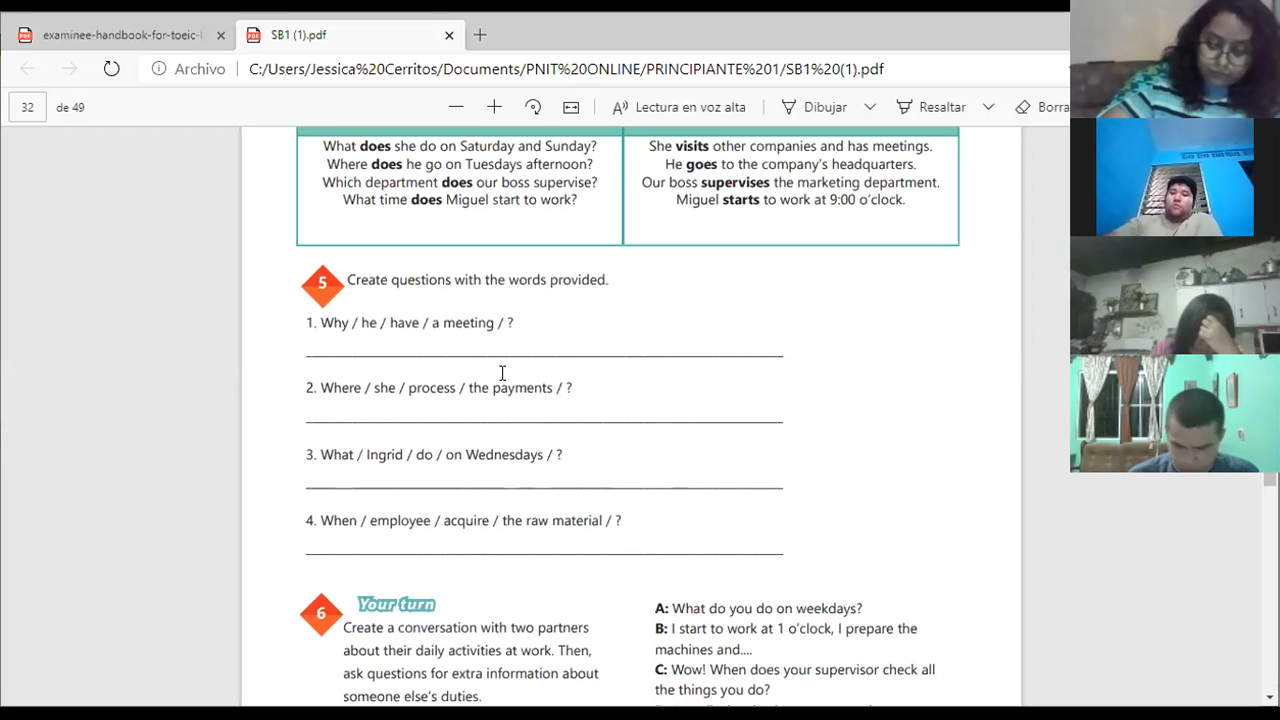 examinee-handbook-for-toeic-l
SB1 (1).pdf
Archivo C:/Users/Jessica%20Cerritos/Documents/PNIT%20ONLINE/PRINCIPIANTE%201/SB1%20(1).pdf
32 de 49 Lectura en voz alta Dibujar Resaltar Borra
What does she do on Saturday and Sunday?
Where does he go on Tuesdays afternoon?
Which department does our boss supervise?
What time does Miguel start to work?
She visits other companies and has meetings.
He goes to the company's headquarters.
Our boss supervises the marketing department.
Miguel starts to work at 9:00 o'clock.
5 Create questions with the words provided.
1. Why / he / have / a meeting / ?
2. Where / she / process / the payments / ?
3. What / Ingrid / do / on Wednesdays / ?
4. When / employee / acquire / the raw material / ?
6 Your turn
Create a conversation with two partners
about their daily activities at work. Then,
ask questions for extra information about
someone else's duties.
A: What do you do on weekdays?
B: I start to work at 1 o'clock, I prepare the
machines and....
C: Wow! When does your supervisor check all
the things you do?